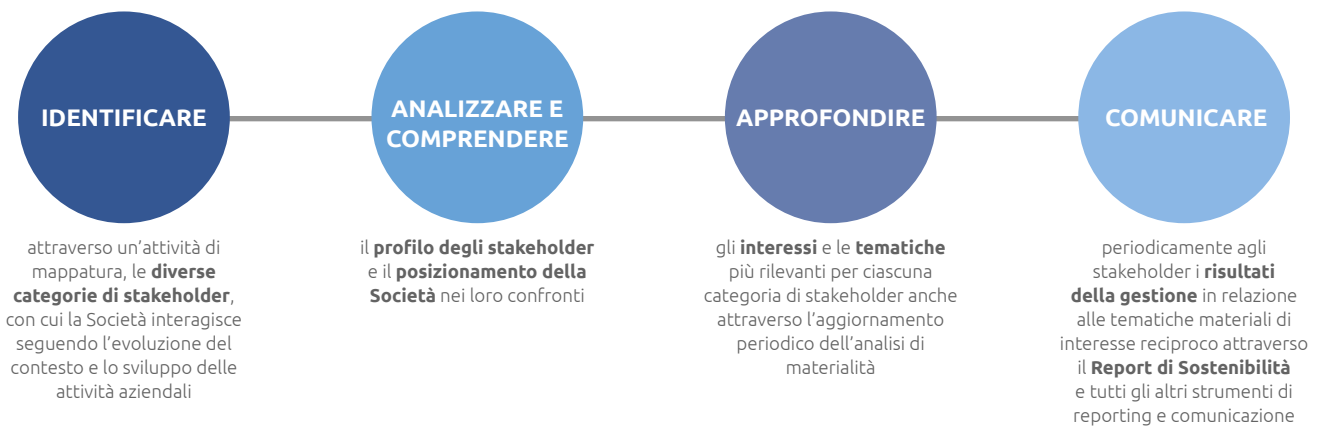 IDENTIFICARE
attraverso un'attività di
mappatura, le diverse
categorie di stakeholder,
con cui la Società interagisce
seguendo l'evoluzione del
contesto e lo sviluppo delle
attività aziendali
ANALIZZARE E
COMPRENDERE
il profilo degli stakeholder
e il posizionamento della
Società nei loro confronti
APPROFONDIRE
gli interessi e le tematiche
più rilevanti per ciascuna
categoria di stakeholder anche
attraverso l'aggiornamento
periodico dell'analisi di
materialità
COMUNICARE
periodicamente agli
stakeholder i risultati
della gestione in relazione
alle tematiche materiali di
interesse reciproco attraverso
il Report di Sostenibilità
e tutti gli altri strumenti di
reporting e comunicazione